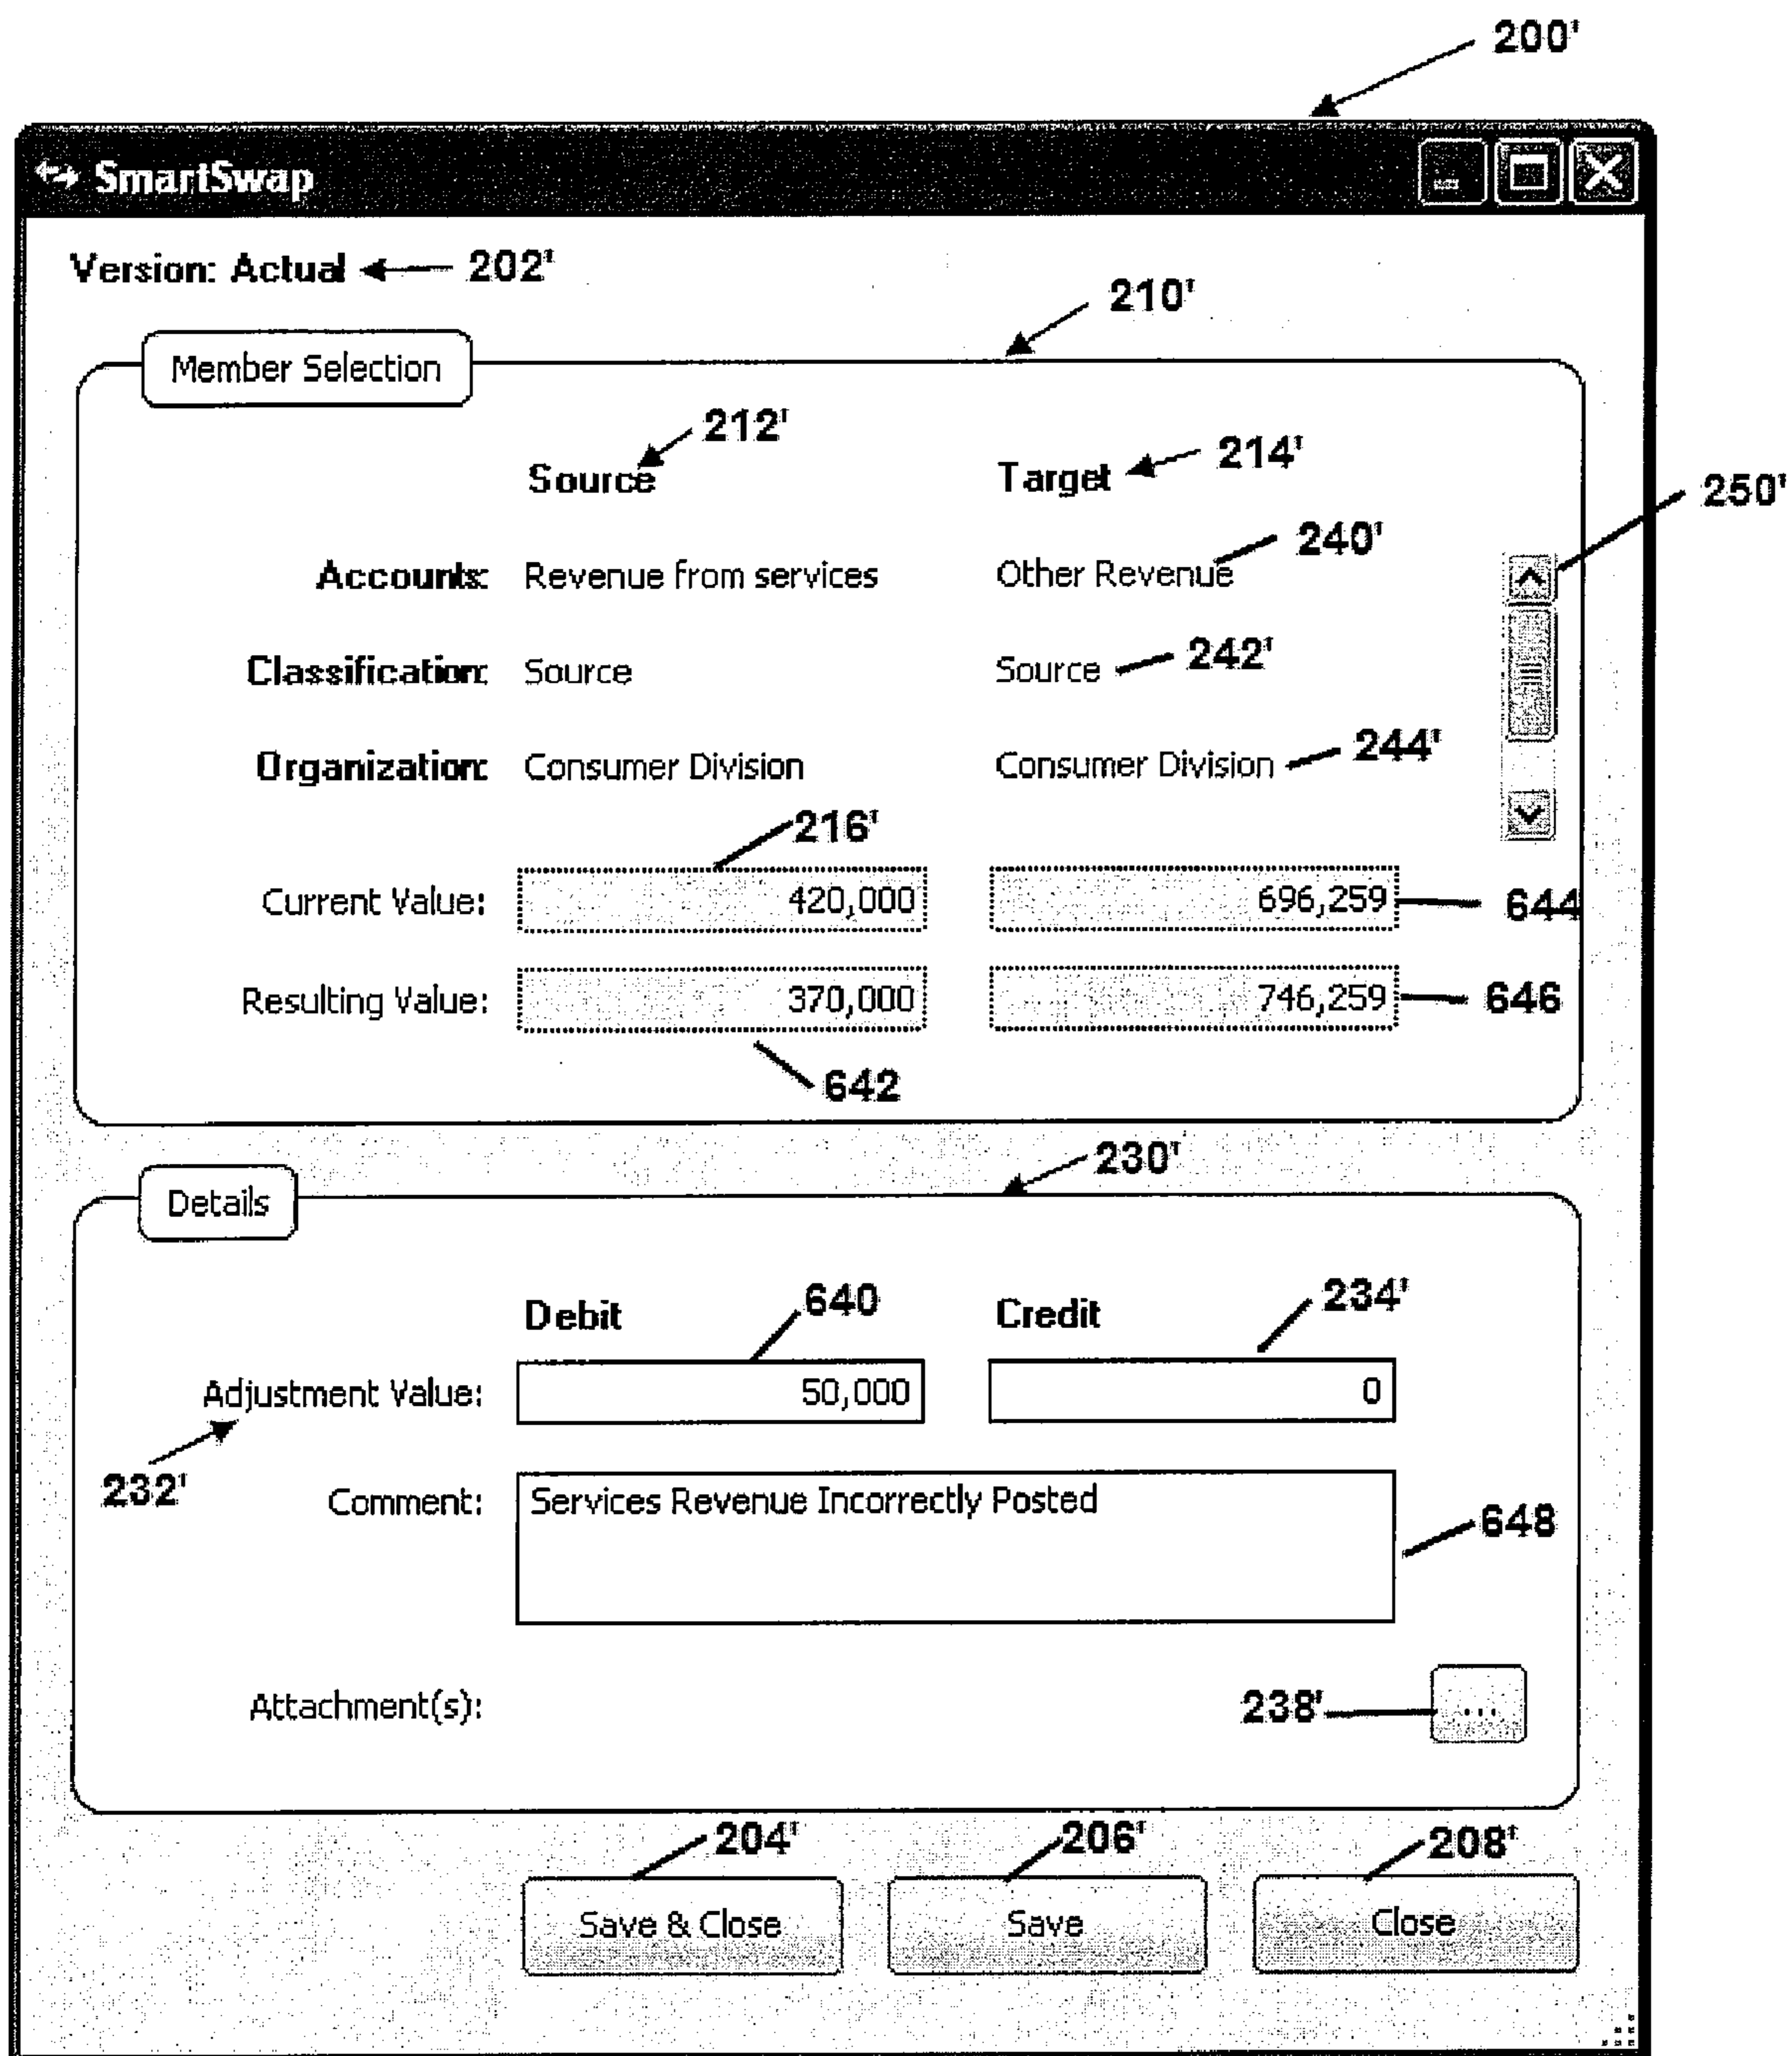 200'
SmartSwap
Version: Actual 202'
210'
Member Selection
212'
214'
Source Target
250'
240'
Accounts: Revenue from services Other Revenue
242'
Classification: Source Source
244'
Organization: Consumer Division Consumer Division
216'
Current Value: 420,000 696,259 644
Resulting Value: 370,000 746,259 646
642
230'
Details
640 234'
Debit Credit
Adjustment Value: 50,000 0
232'
Comment: Services Revenue Incorrectly Posted
648
Attachment(s): 238' ...
204' 206' 208'
Save & Close Save Close